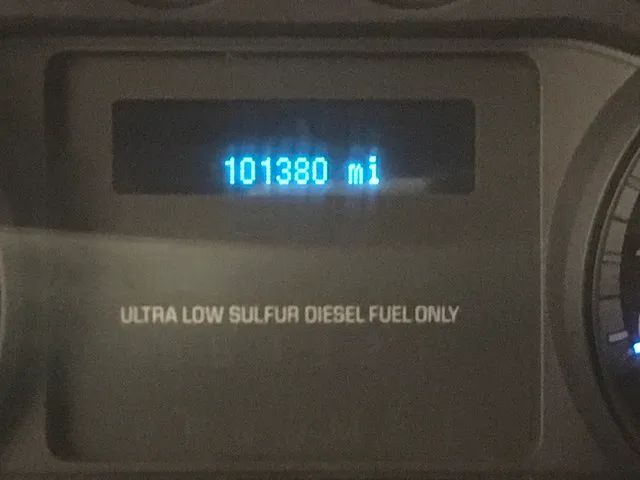 101380 mi
ULTRA LOW SULFUR DIESEL FUEL ONLY